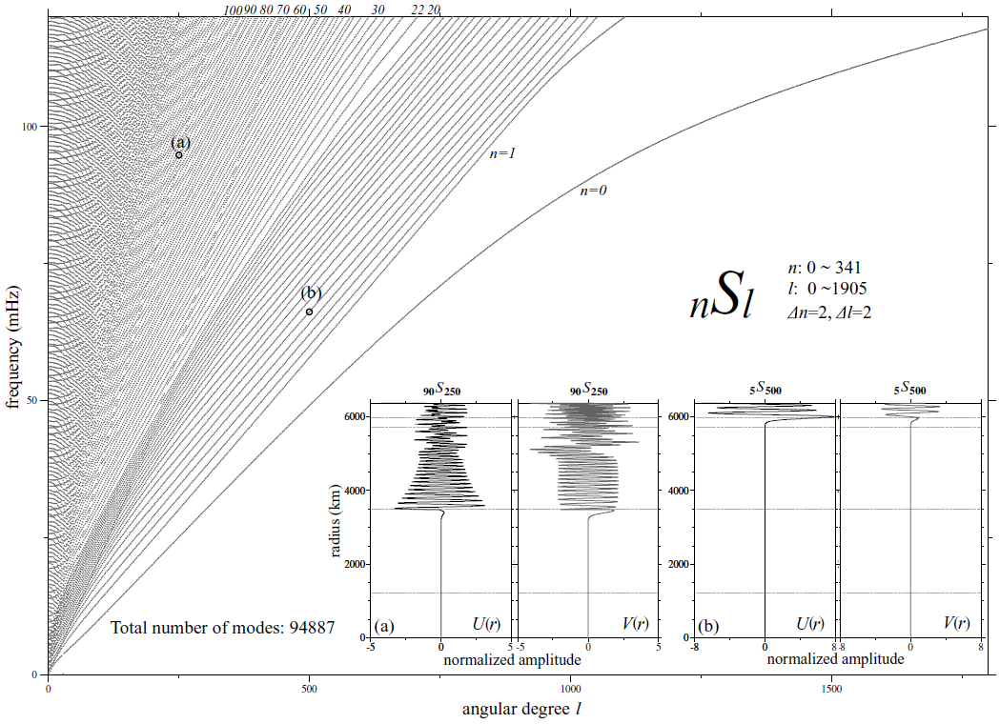 100 90 80 70 60 50 40 30 22 20
100
(a)
n=1
n=0
(b)
nSl
n: 0 ~ 341
l: 0 ~1905
Δn=2, Δl=2
frequency (mHz)
50
90S250 90S250 5S500 5S500
6000 6000
4000 4000
radius (km)
2000 2000
Total number of modes: 94887
(a) U(r) V(r) (b) U(r) V(r)
0 0
-5 0 5 -5 0 5 -8 0 8 -8 0 8
normalized amplitude normalized amplitude
0
0 500 1000 1500
angular degree l